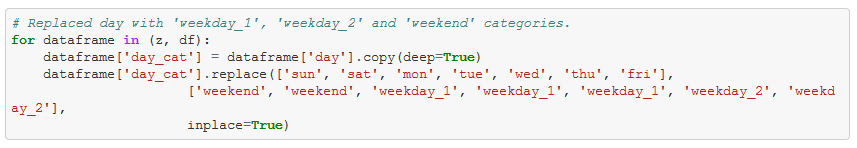 # Replaced day with 'weekday_1', 'weekday_2' and 'weekend' categories.
for dataframe in (z, df):
    dataframe['day_cat'] = dataframe['day'].copy(deep=True)
    dataframe['day_cat'].replace(['sun', 'sat', 'mon', 'tue', 'wed', 'thu', 'fri'],
                      ['weekend', 'weekend', 'weekday_1', 'weekday_1', 'weekday_1', 'weekday_2', 'weekd
ay_2'],
                      inplace=True)